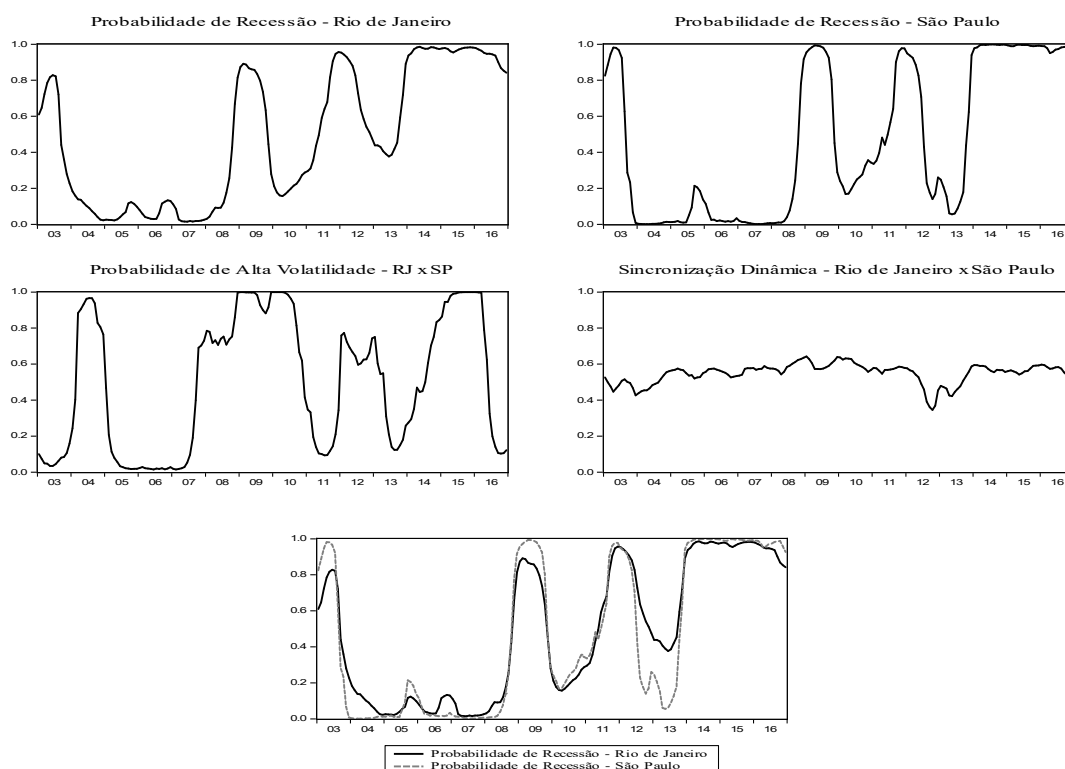 Probabilidade de Recessão - Rio de Janeiro
1.0
0.8
0.6
0.4
0.2
0.0
03 04 05 06 07 08 09 10 11 12 13 14 15 16
Probabilidade de Recessão - São Paulo
1.0
0.8
0.6
0.4
0.2
0.0
03 04 05 06 07 08 09 10 11 12 13 14 15 16
Probabilidade de Alta Volatilidade - RJ x SP
1.0
0.8
0.6
0.4
0.2
0.0
03 04 05 06 07 08 09 10 11 12 13 14 15 16
Sincronização Dinâmica - Rio de Janeiro x São Paulo
1.0
0.8
0.6
0.4
0.2
0.0
03 04 05 06 07 08 09 10 11 12 13 14 15 16
1.0
0.8
0.6
0.4
0.2
0.0
03 04 05 06 07 08 09 10 11 12 13 14 15 16
Probabilidade de Recessão - Rio de Janeiro
Probabilidade de Recessão - São Paulo